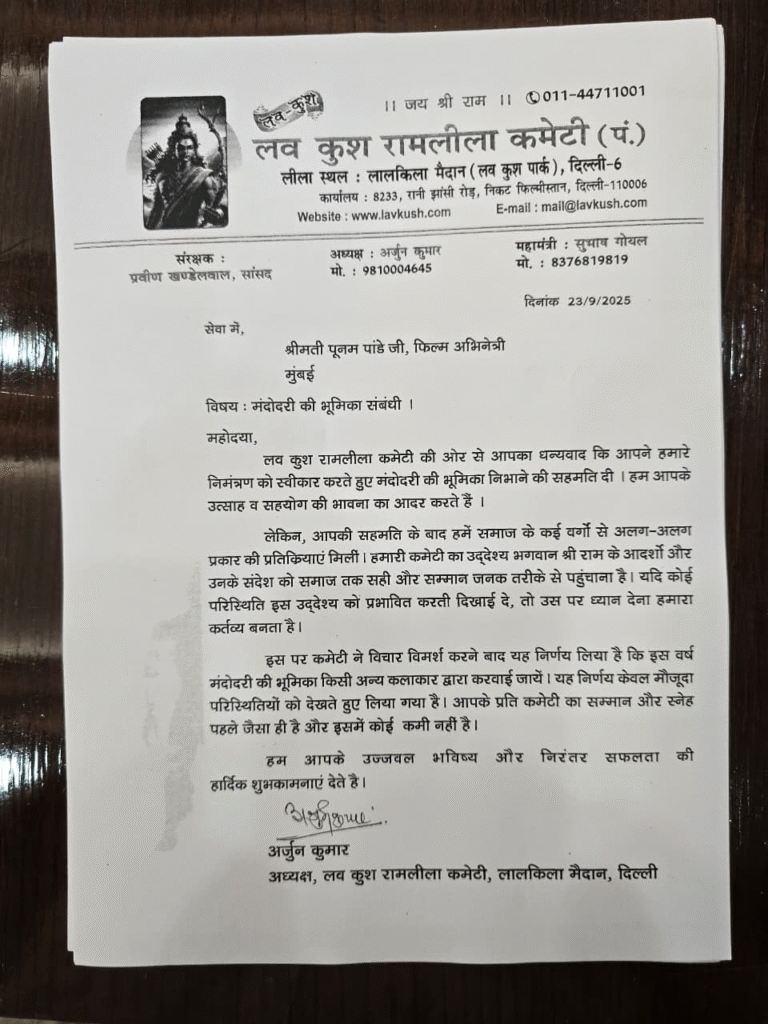 लव-कुश
।। जय श्री राम ।। 011-44711001
लव कुश रामलीला कमेटी (पं.)
लीला स्थल : लालकिला मैदान (लव कुश पार्क), दिल्ली-6
कार्यालय : 8233, रानी झांसी रोड़, निकट फिल्मीस्तान, दिल्ली-110006
Website : www.lavkush.com E-mail : mail@lavkush.com
संरक्षक : अध्यक्ष : अर्जुन कुमार महामंत्री : सुभाष गोयल
प्रवीण खण्डेलवाल, सांसद मो. : 9810004645 मो. : 8376819819
दिनांक 23/9/2025
सेवा में,
श्रीमती पूनम पांडे जी, फिल्म अभिनेत्री
मुंबई
विषय : मंदोदरी की भूमिका संबंधी ।
महोदया,
लव कुश रामलीला कमेटी की ओर से आपका धन्यवाद कि आपने हमारे
निमंत्रण को स्वीकार करते हुए मंदोदरी की भूमिका निभाने की सहमति दी । हम आपके
उत्साह व सहयोग की भावना का आदर करते हैं ।
लेकिन, आपकी सहमति के बाद हमें समाज के कई वर्गो से अलग-अलग
प्रकार की प्रतिक्रियाएं मिली। हमारी कमेटी का उद्देश्य भगवान श्री राम के आदर्शो और
उनके संदेश को समाज तक सही और सम्मान जनक तरीके से पहुंचाना है। यदि कोई
परिस्थिति इस उद्देश्य को प्रभावित करती दिखाई दे, तो उस पर ध्यान देना हमारा
कर्तव्य बनता है।
इस पर कमेटी ने विचार विमर्श करने बाद यह निर्णय लिया है कि इस वर्ष
मंदोदरी की भूमिका किसी अन्य कलाकार द्वारा करवाई जायें। यह निर्णय केवल मौजूदा
परिस्थितियों को देखते हुए लिया गया है। आपके प्रति कमेटी का सम्मान और स्नेह
पहले जैसा ही है और इसमें कोई कमी नहीं है।
हम आपके उज्जवल भविष्य और निरंतर सफलता की
हार्दिक शुभकामनाएं देते है।
अर्जुन कुमार
अध्यक्ष, लव कुश रामलीला कमेटी, लालकिला मैदान, दिल्ली